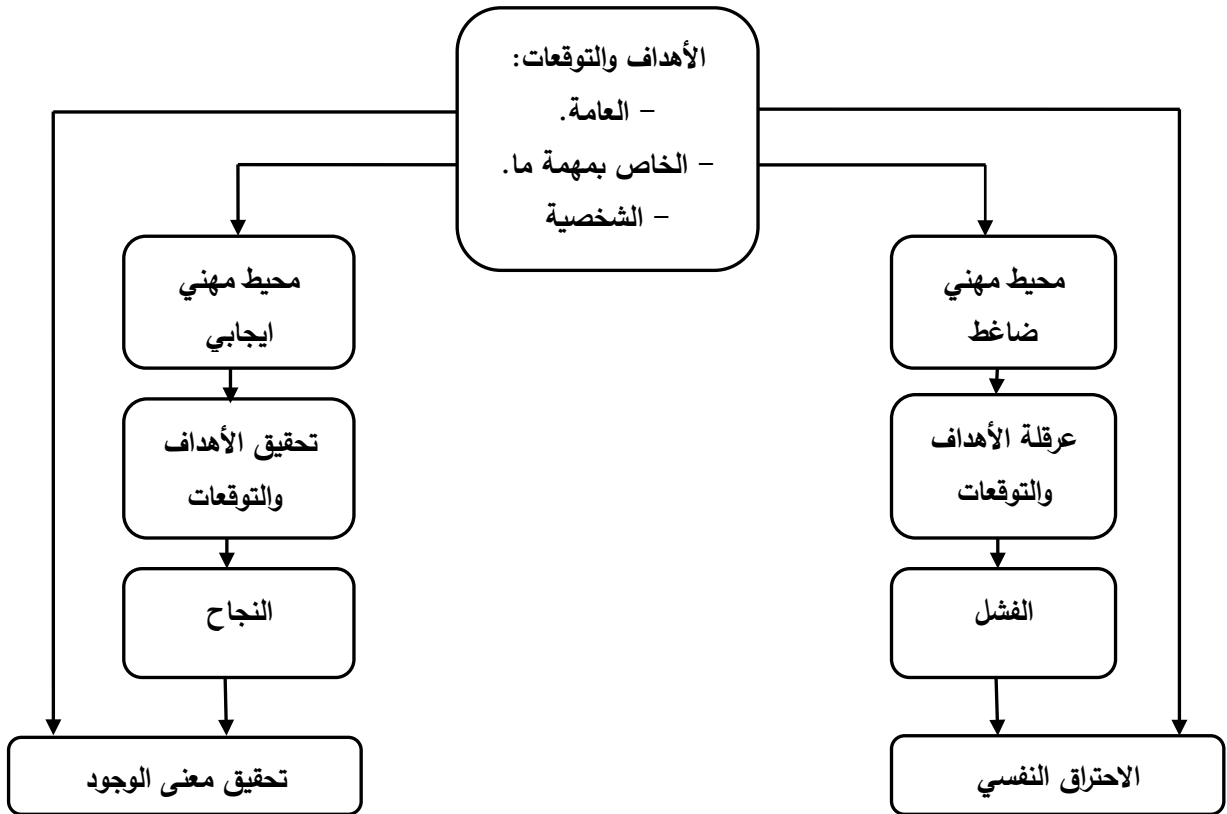 الأهداف والتوقعات:
– العامة.
– الخاص بمهمة ما.
– الشخصية
محيط مهني
ضاغط
عرقلة الأهداف
والتوقعات
الفشل
الاحتراق النفسي
محيط مهني
ايجابي
تحقيق الأهداف
والتوقعات
النجاح
تحقيق معنى الوجود